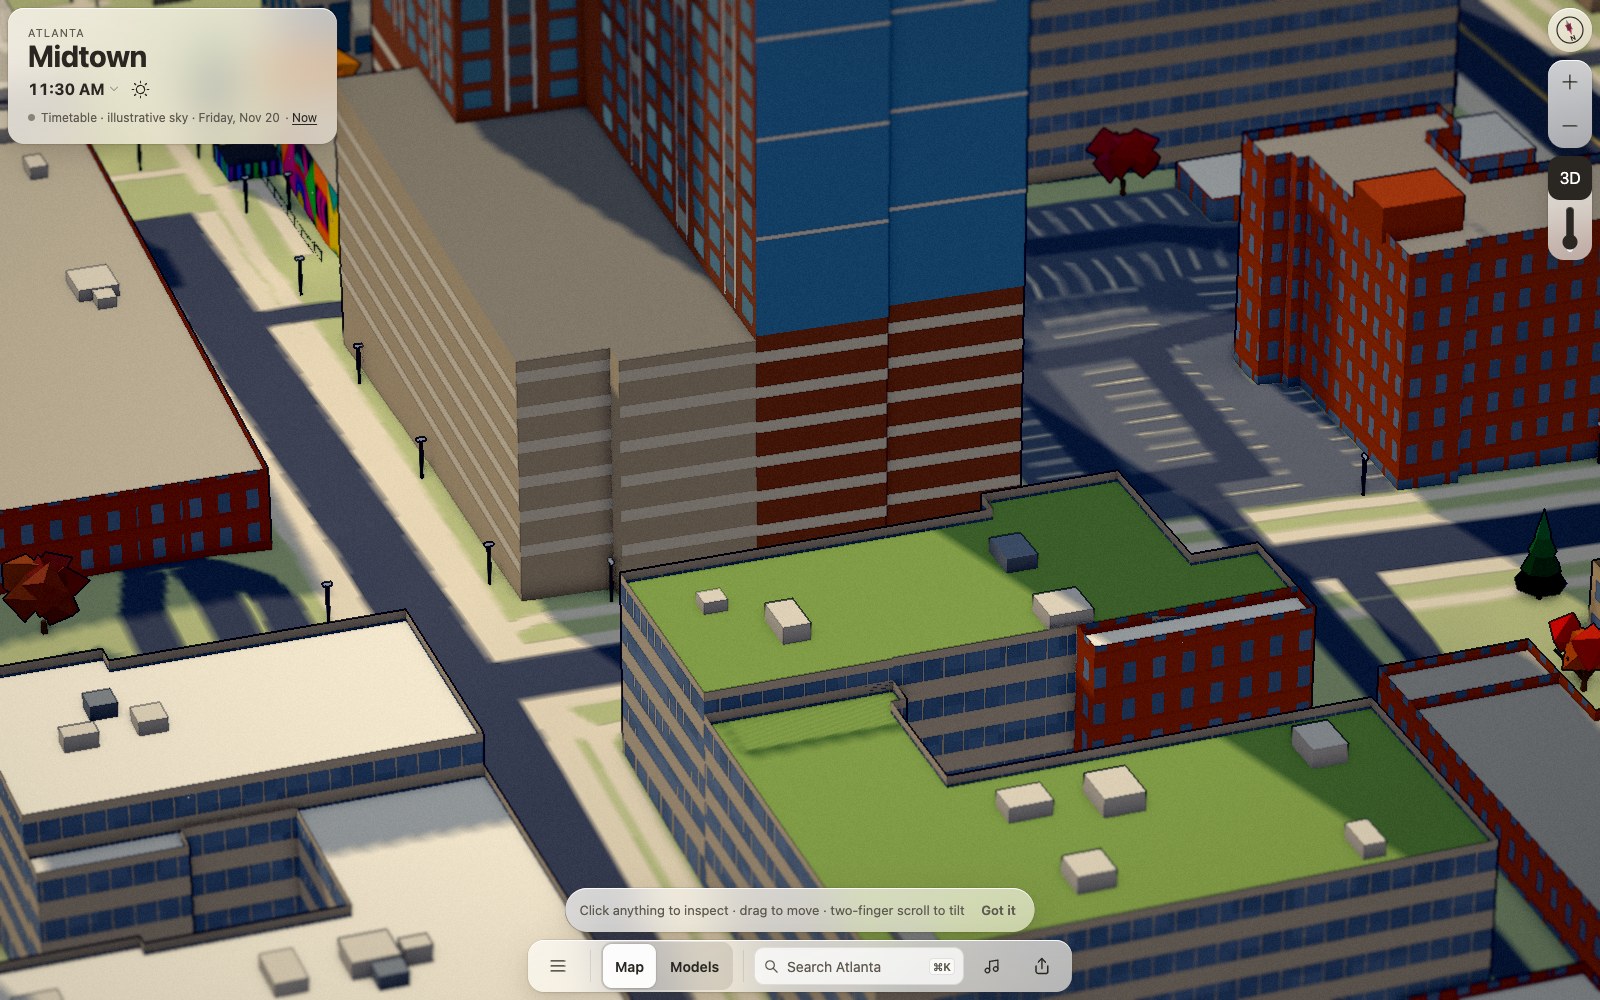 ATLANTA
Midtown
11:30 AM
Timetable · illustrative sky · Friday, Nov 20 · Now
N
+
−
3D
Click anything to inspect · drag to move · two-finger scroll to tilt Got it
Map Models Search Atlanta ⌘K